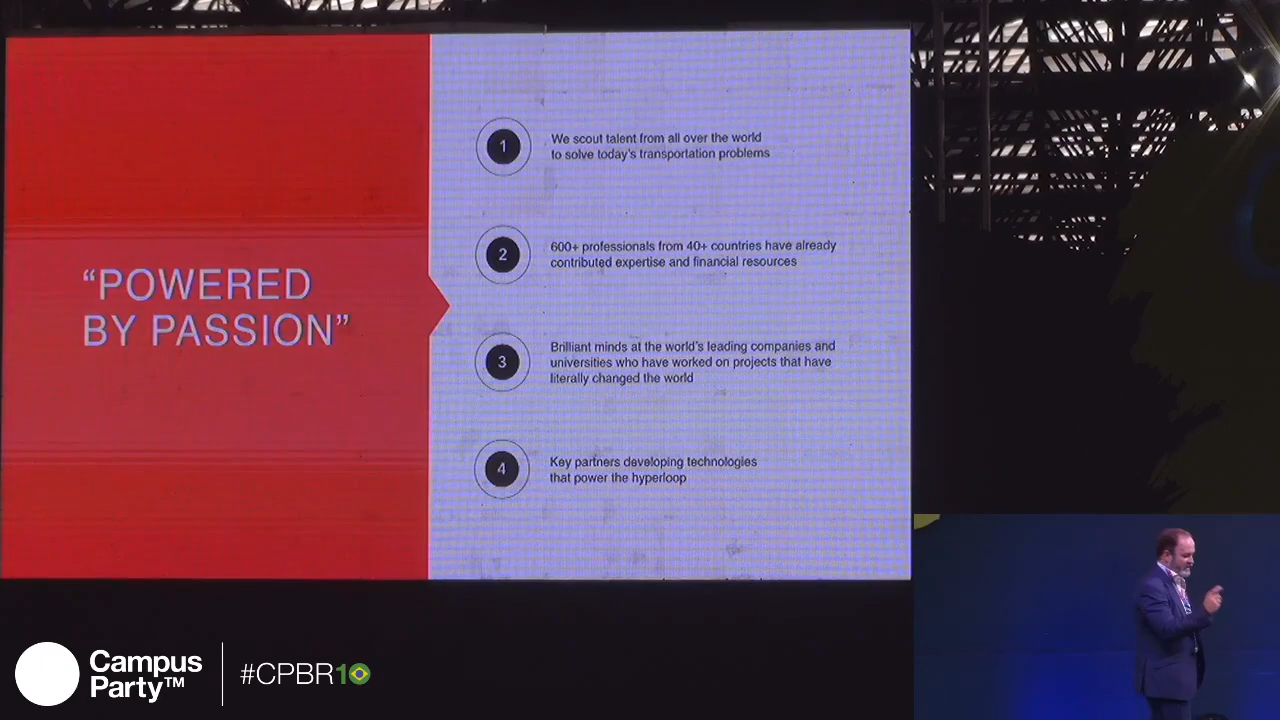 “POWERED
BY PASSION”
1
We scout talent from all over the world
to solve today's transportation problems
2
600+ professionals from 40+ countries have already
contributed expertise and financial resources
3
Brilliant minds at the world's leading companies and
universities who have worked on projects that have
literally changed the world
4
Key partners developing technologies
that power the hyperloop
Campus
Party™
#CPBR10